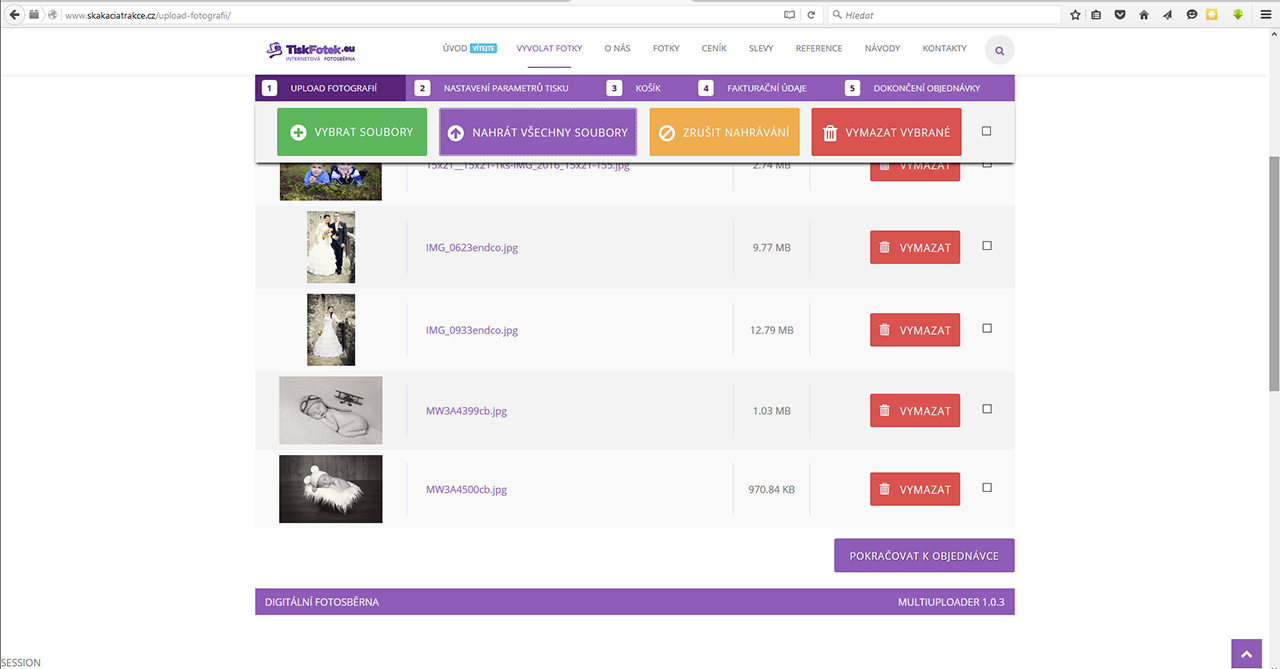 www.skakaciatrakce.cz/upload-fotografii/
Hledat
TiskFotek.eu
INTERNETOVÁ FOTOSBĚRNA
ÚVOD VÍTEJTE VYVOLAT FOTKY O NÁS FOTKY CENÍK SLEVY REFERENCE NÁVODY KONTAKTY
1 UPLOAD FOTOGRAFIÍ 2 NASTAVENÍ PARAMETRŮ TISKU 3 KOŠÍK 4 FAKTURAČNÍ ÚDAJE 5 DOKONČENÍ OBJEDNÁVKY
VYBRAT SOUBORY NAHRÁT VŠECHNY SOUBORY ZRUŠIT NAHRÁVÁNÍ VYMAZAT VYBRANÉ
15x21__15x21-1ks-IMG_2016_15x21-155.jpg 2.74 MB VYMAZAT
IMG_0623endco.jpg 9.77 MB VYMAZAT
IMG_0933endco.jpg 12.79 MB VYMAZAT
MW3A4399cb.jpg 1.03 MB VYMAZAT
MW3A4500cb.jpg 970.84 KB VYMAZAT
POKRAČOVAT K OBJEDNÁVCE
DIGITÁLNÍ FOTOSBĚRNA MULTIUPLOADER 1.0.3
SESSION